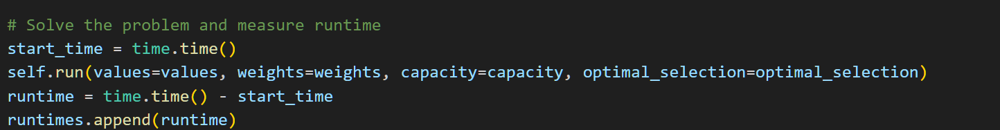 # Solve the problem and measure runtime
start_time = time.time()
self.run(values=values, weights=weights, capacity=capacity, optimal_selection=optimal_selection)
runtime = time.time() - start_time
runtimes.append(runtime)